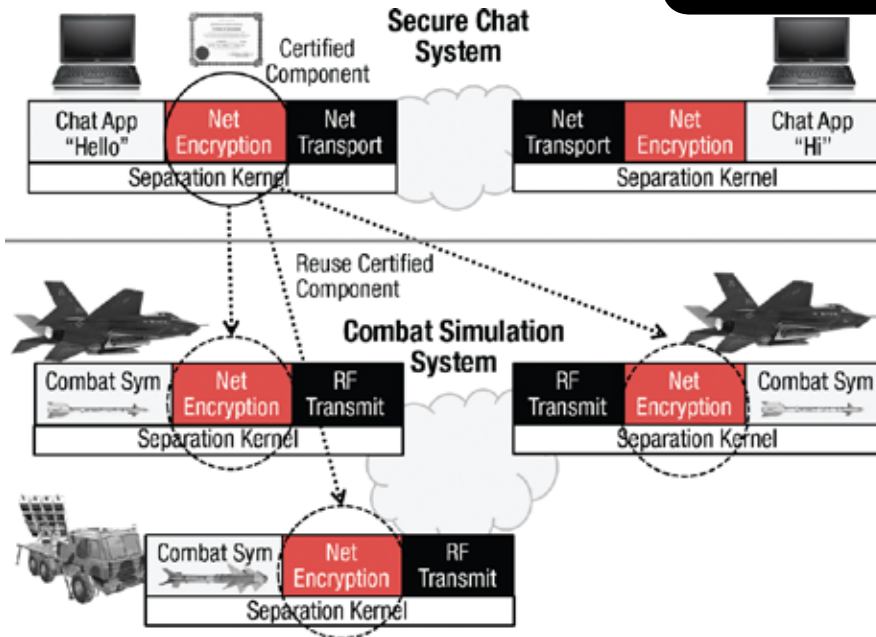 Secure Chat
System
Certified
Component
Chat App
"Hello"
Net
Encryption
Net
Transport
Separation Kernel
Net
Transport
Net
Encryption
Chat App
"Hi"
Separation Kernel
Reuse Certified
Component
Combat Simulation
System
Combat Sym
Net
Encryption
RF
Transmit
Separation Kernel
RF
Transmit
Net
Encryption
Combat Sym
Separation Kernel
Combat Sym
Net
Encryption
RF
Transmit
Separation Kernel